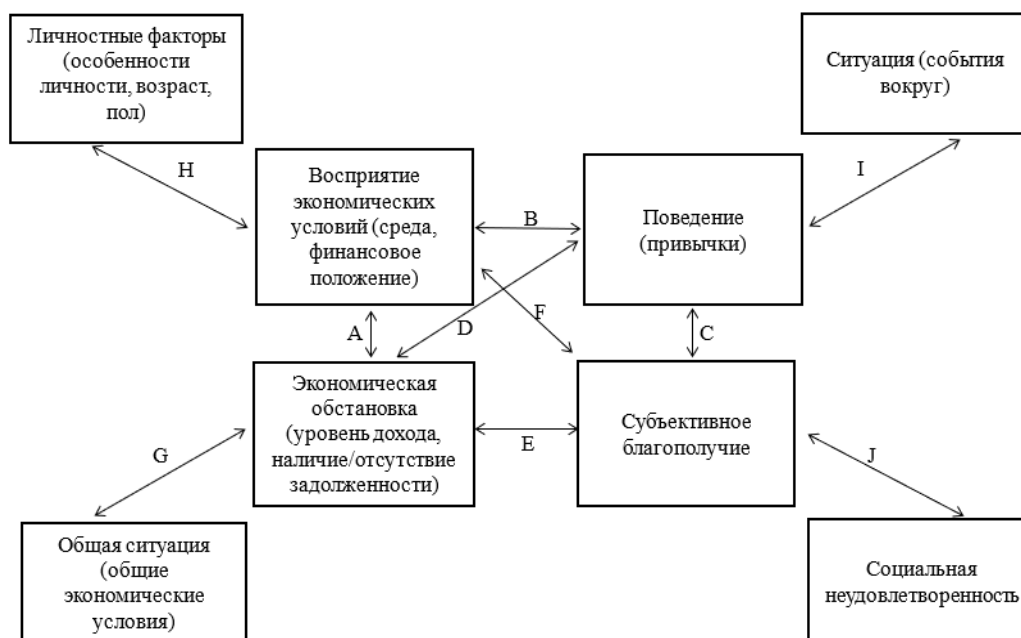 Личностные факторы
(особенности
личности, возраст,
пол)
Ситуация (события
вокруг)
H
I
Восприятие
экономических
условий (среда,
финансовое
положение)
B
Поведение
(привычки)
A
D
F
C
Экономическая
обстановка
(уровень дохода,
наличие/отсутствие
задолженности)
E
Субъективное
благополучие
G
J
Общая ситуация
(общие
экономические
условия)
Социальная
неудовлетворенность